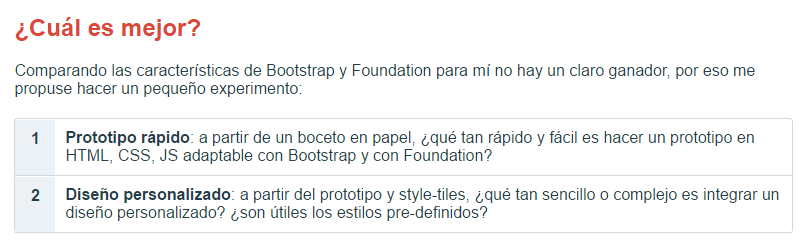 ¿Cuál es mejor?
Comparando las características de Bootstrap y Foundation para mí no hay un claro ganador, por eso me
propuse hacer un pequeño experimento:
1 Prototipo rápido: a partir de un boceto en papel, ¿qué tan rápido y fácil es hacer un prototipo en
HTML, CSS, JS adaptable con Bootstrap y con Foundation?
2 Diseño personalizado: a partir del prototipo y style-tiles, ¿qué tan sencillo o complejo es integrar un
diseño personalizado? ¿son útiles los estilos pre-definidos?